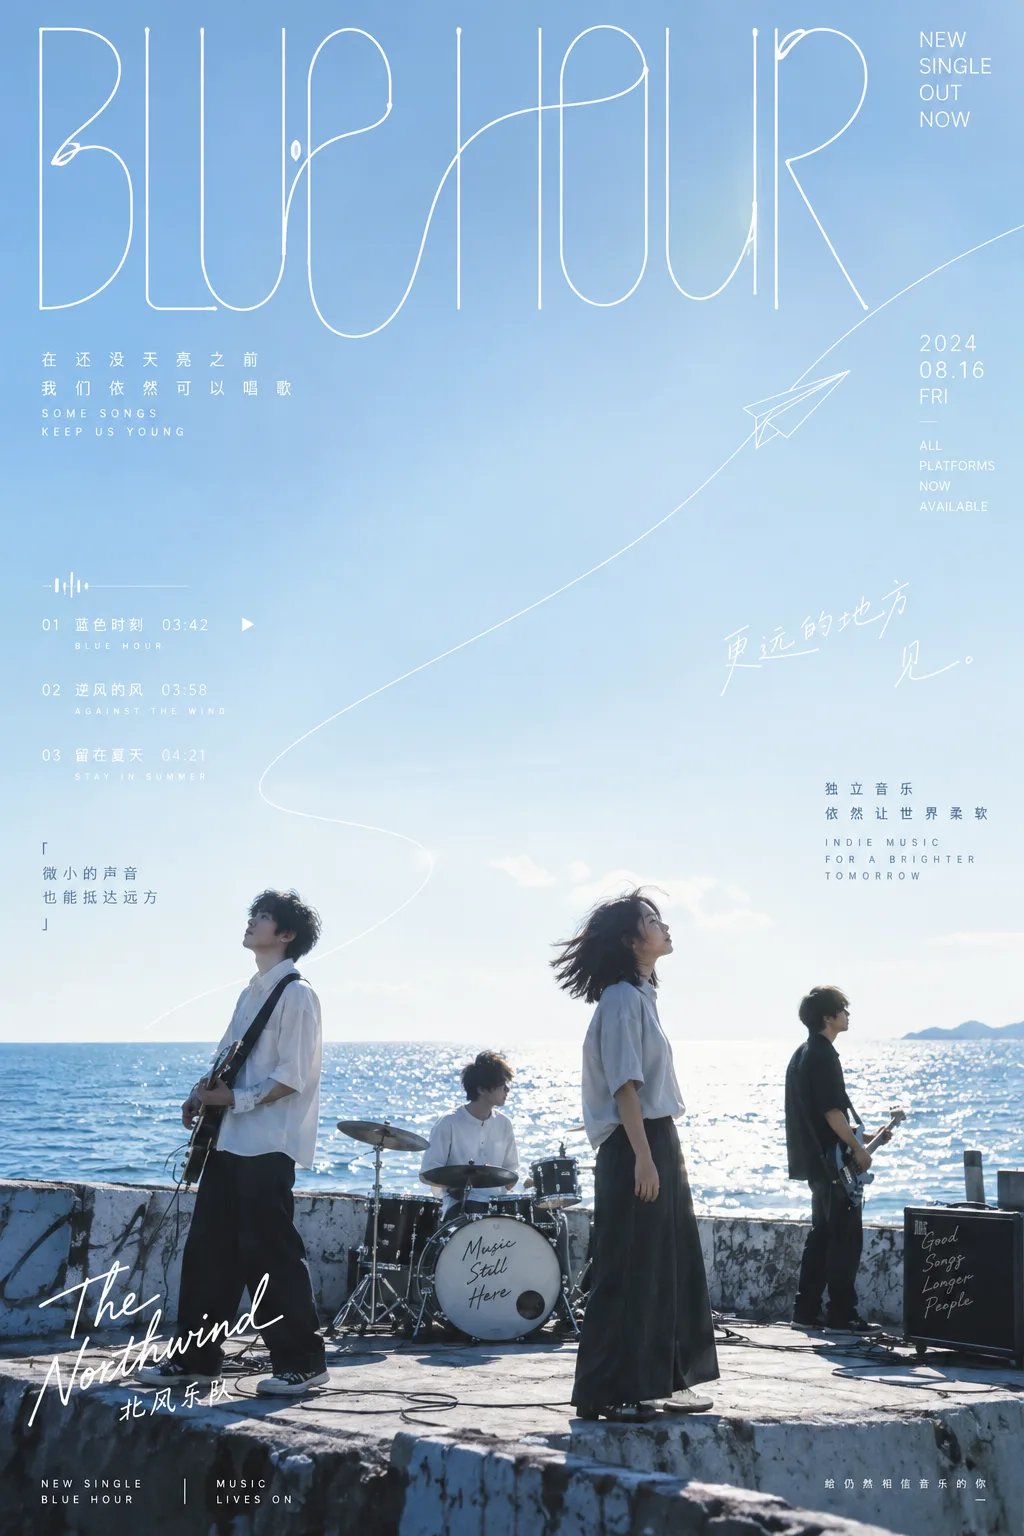 BLUE HOUR
NEW
SINGLE
OUT
NOW
在还没天亮之前
我们依然可以唱歌
SOME SONGS
KEEP US YOUNG
2024
08.16
FRI
ALL
PLATFORMS
NOW
AVAILABLE
01 蓝色时刻 03:42
BLUE HOUR
02 逆风的风 03:58
AGAINST THE WIND
03 留在夏天 04:21
STAY IN SUMMER
更远的地方
见。
独立音乐
依然让世界柔软
INDIE MUSIC
FOR A BRIGHTER
TOMORROW
「
微小的声音
也能抵达远方
」
Music
Still
Here
Good
Songs
Longer
People
The
Northwind
北风乐队
NEW SINGLE
BLUE HOUR
MUSIC
LIVES ON
给仍然相信音乐的你